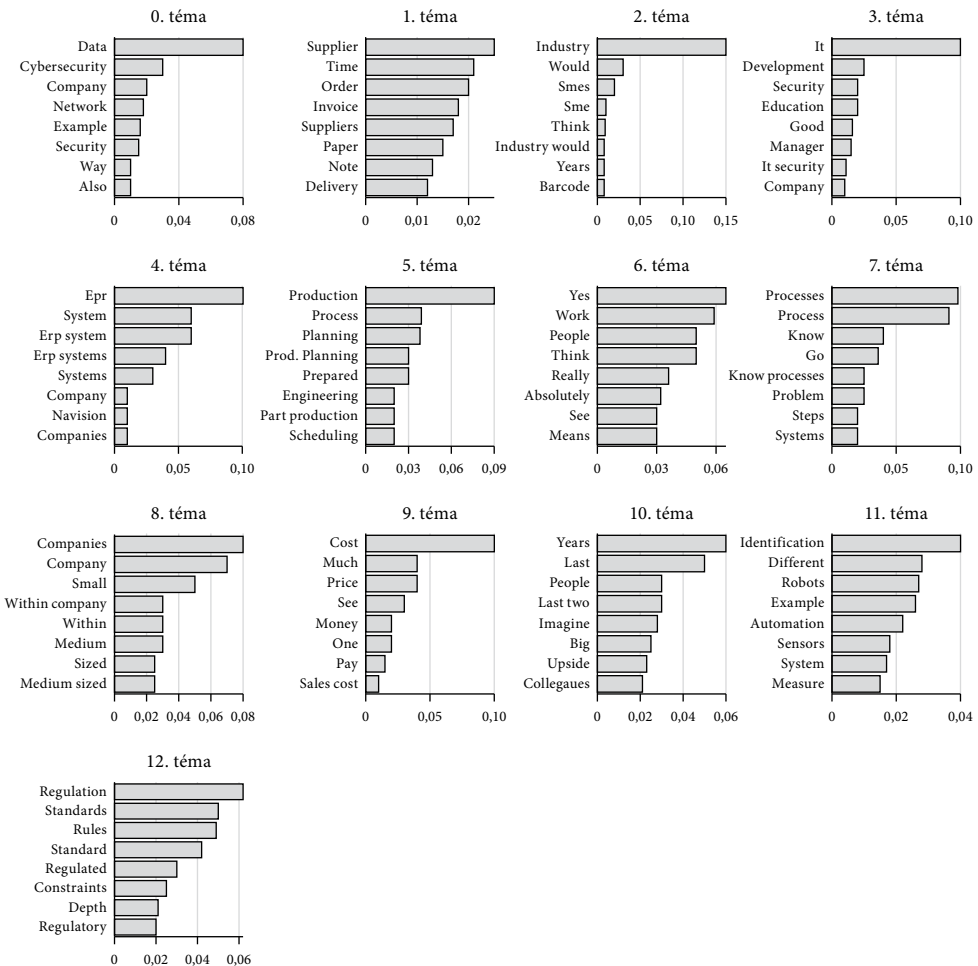 0. téma
Data
Cybersecurity
Company
Network
Example
Security
Way
Also
0 0,04 0,08
1. téma
Supplier
Time
Order
Invoice
Suppliers
Paper
Note
Delivery
0 0,01 0,02
2. téma
Industry
Would
Smes
Sme
Think
Industry would
Years
Barcode
0 0,05 0,10 0,15
3. téma
It
Development
Security
Education
Good
Manager
It security
Company
0 0,05 0,10
4. téma
Epr
System
Erp system
Erp systems
Systems
Company
Navision
Companies
0 0,05 0,10
5. téma
Production
Process
Planning
Prod. Planning
Prepared
Engineering
Part production
Scheduling
0 0,03 0,06 0,09
6. téma
Yes
Work
People
Think
Really
Absolutely
See
Means
0 0,03 0,06
7. téma
Processes
Process
Know
Go
Know processes
Problem
Steps
Systems
0 0,05 0,10
8. téma
Companies
Company
Small
Within company
Within
Medium
Sized
Medium sized
0 0,02 0,04 0,06 0,08
9. téma
Cost
Much
Price
See
Money
One
Pay
Sales cost
0 0,05 0,10
10. téma
Years
Last
People
Last two
Imagine
Big
Upside
Collegaues
0 0,02 0,04 0,06
11. téma
Identification
Different
Robots
Example
Automation
Sensors
System
Measure
0 0,02 0,04
12. téma
Regulation
Standards
Rules
Standard
Regulated
Constraints
Depth
Regulatory
0 0,02 0,04 0,06